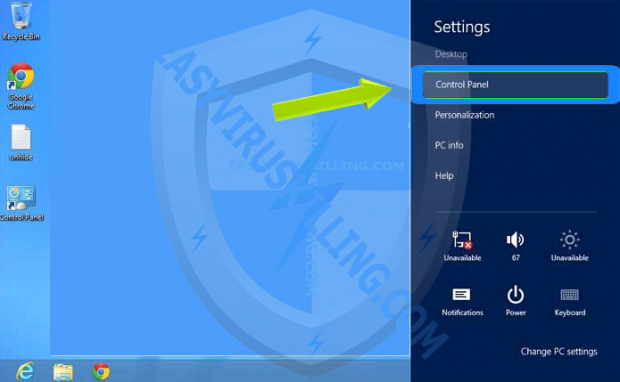 Recycle Bin
Google
Chrome
unhide
Control Panel
EASYVIRUSKILLING.COM
Settings
Desktop
Control Panel
Personalization
PC info
Help
Unavailable
67
Unavailable
Notifications
Power
Keyboard
Change PC settings